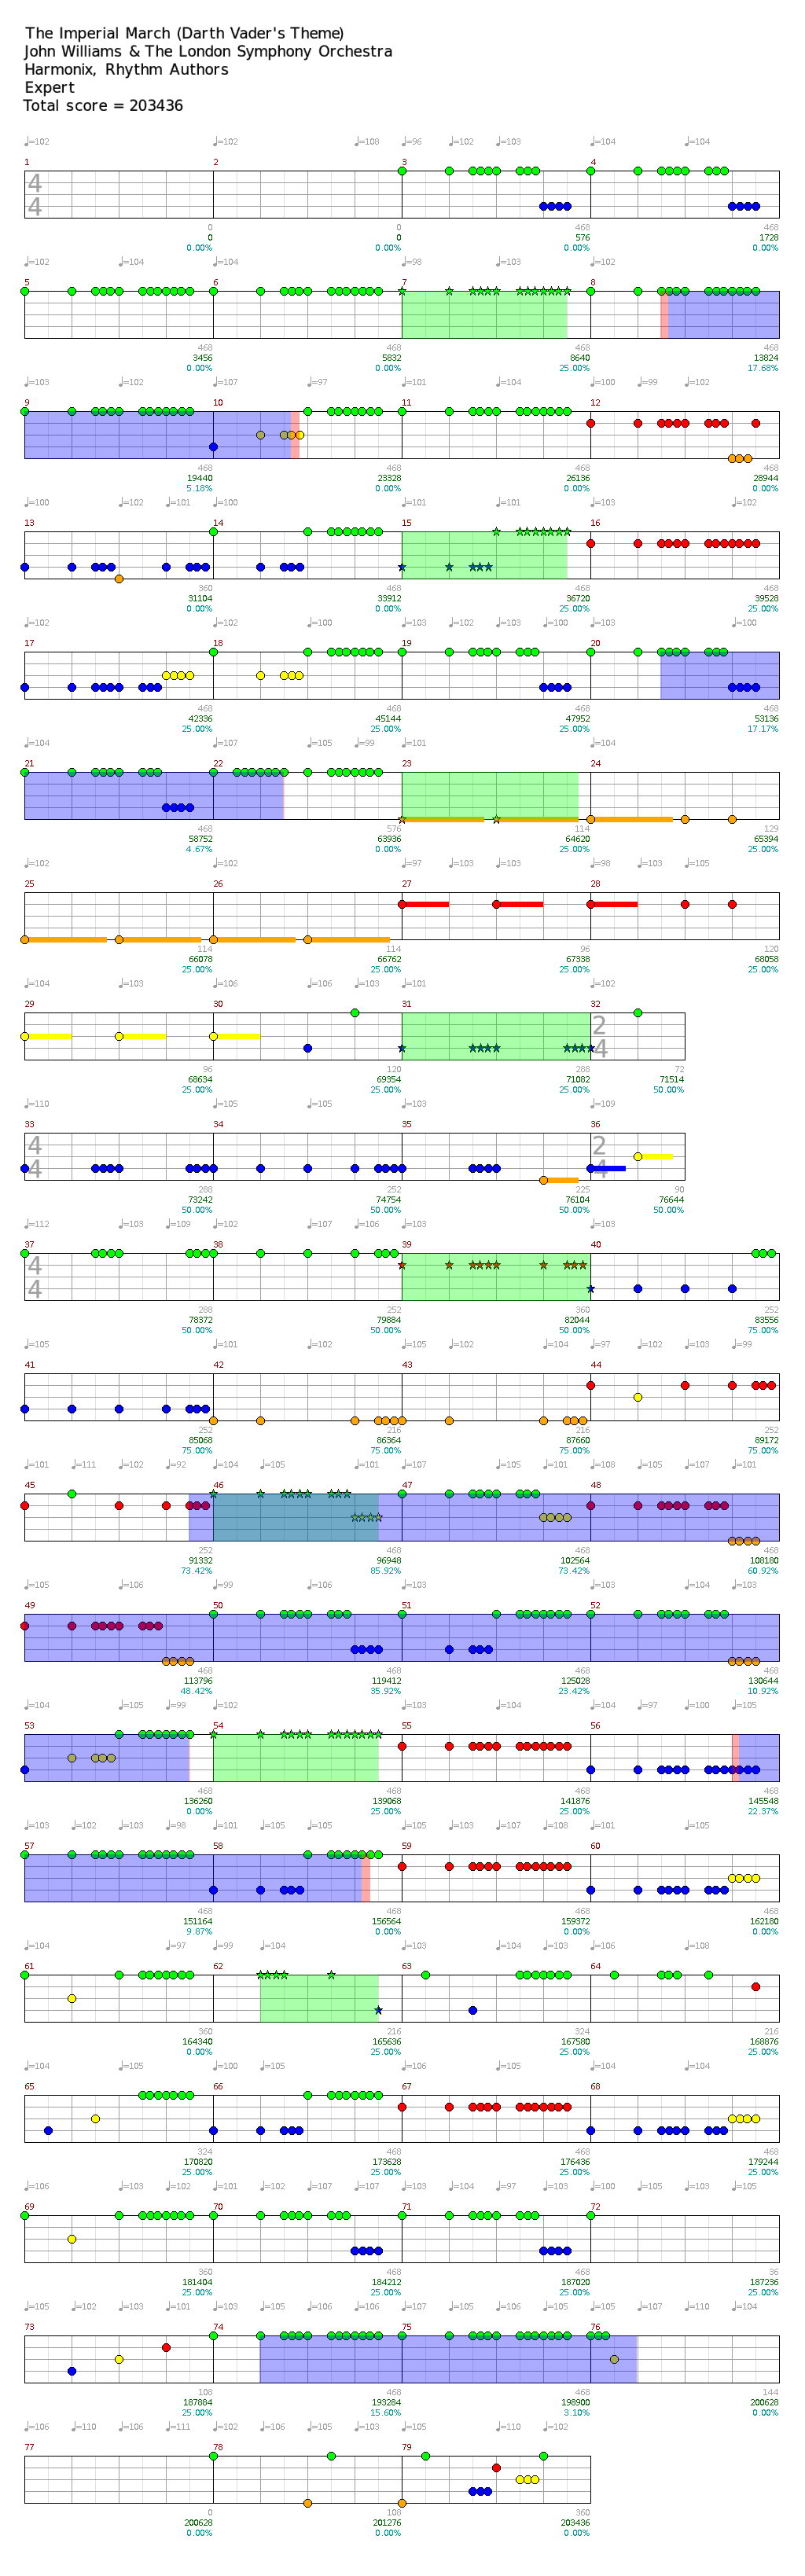 The Imperial March (Darth Vader's Theme)
John Williams & The London Symphony Orchestra
Harmonix, Rhythm Authors
Expert
Total score = 203436
♩=102 ♩=102 ♩=108 ♩=96 ♩=102 ♩=103 ♩=104 ♩=104
1 2 3 4
4
4
0 0 468 468
0 0 576 1728
0.00% 0.00% 0.00% 0.00%
♩=102 ♩=104 ♩=104 ♩=98 ♩=103 ♩=102
5 6 7 8
468 468 468 468
3456 5832 8640 13824
0.00% 0.00% 25.00% 17.68%
♩=103 ♩=102 ♩=107 ♩=97 ♩=101 ♩=104 ♩=100 ♩=99 ♩=102
9 10 11 12
468 468 468 468
19440 23328 26136 28944
5.18% 0.00% 0.00% 0.00%
♩=100 ♩=102 ♩=101 ♩=100 ♩=101 ♩=101 ♩=103 ♩=102
13 14 15 16
360 468 468 468
31104 33912 36720 39528
0.00% 0.00% 25.00% 25.00%
♩=102 ♩=102 ♩=100 ♩=103 ♩=102 ♩=103 ♩=100 ♩=103 ♩=100
17 18 19 20
468 468 468 468
42336 45144 47952 53136
25.00% 25.00% 25.00% 17.17%
♩=104 ♩=107 ♩=105 ♩=99 ♩=101 ♩=104
21 22 23 24
468 576 114 129
58752 63936 64620 65394
4.67% 0.00% 25.00% 25.00%
♩=102 ♩=102 ♩=97 ♩=103 ♩=103 ♩=98 ♩=103 ♩=105
25 26 27 28
114 114 96 120
66078 66762 67338 68058
25.00% 25.00% 25.00% 25.00%
♩=104 ♩=103 ♩=106 ♩=103 ♩=101 ♩=102
29 30 31 32
2
4
96 120 288 72
68634 69354 71082 71514
25.00% 25.00% 25.00% 50.00%
♩=110 ♩=105 ♩=105 ♩=103 ♩=109
33 34 35 36
4 2
4 4
288 252 225 90
73242 74754 76104 76644
50.00% 50.00% 50.00% 50.00%
♩=112 ♩=103 ♩=109 ♩=107 ♩=106 ♩=103 ♩=103
37 38 39 40
4
4
288 252 360 252
78372 79884 82044 83556
50.00% 50.00% 50.00% 75.00%
♩=105 ♩=101 ♩=102 ♩=105 ♩=102 ♩=104 ♩=97 ♩=102 ♩=103 ♩=99
41 42 43 44
252 216 216 252
85068 86364 87660 89172
75.00% 75.00% 75.00% 75.00%
♩=101 ♩=111 ♩=102 ♩=92 ♩=104 ♩=105 ♩=101 ♩=107 ♩=101 ♩=105 ♩=107 ♩=101
45 46 47 48
252 468 468 468
91332 96948 102564 108180
73.42% 85.92% 73.42% 60.92%
♩=105 ♩=106 ♩=99 ♩=103 ♩=103 ♩=103 ♩=103
49 50 51 52
468 468 468 468
113796 119412 125028 130644
48.42% 35.92% 23.42% 10.92%
♩=104 ♩=105 ♩=99 ♩=102 ♩=103 ♩=104 ♩=97 ♩=100 ♩=105
53 54 55 56
468 468 468 468
136260 139068 141876 145548
0.00% 25.00% 25.00% 22.37%
♩=103 ♩=102 ♩=103 ♩=98 ♩=101 ♩=103 ♩=105 ♩=103 ♩=101 ♩=105
57 58 59 60
468 468 468 468
151164 156564 159372 162180
9.87% 0.00% 0.00% 0.00%
♩=104 ♩=97 ♩=99 ♩=104 ♩=103 ♩=104 ♩=106 ♩=108
61 62 63 64
360 216 324 216
164340 165636 167580 168876
0.00% 25.00% 25.00% 25.00%
♩=104 ♩=105 ♩=100 ♩=105 ♩=106 ♩=105 ♩=104 ♩=104
65 66 67 68
324 468 468 468
170820 173628 176436 179244
25.00% 25.00% 25.00% 25.00%
♩=106 ♩=103 ♩=102 ♩=101 ♩=102 ♩=107 ♩=107 ♩=103 ♩=104 ♩=97 ♩=103 ♩=100 ♩=105 ♩=103 ♩=105
69 70 71 72
360 468 468 36
181404 184212 187020 187236
25.00% 25.00% 25.00% 25.00%
♩=105 ♩=102 ♩=103 ♩=101 ♩=103 ♩=104 ♩=105 ♩=102 ♩=103 ♩=105 ♩=107 ♩=110 ♩=104
73 74 75 76
108 468 468 144
187884 193284 198900 200628
25.00% 15.60% 3.10% 0.00%
♩=106 ♩=110 ♩=106 ♩=111 ♩=102 ♩=106 ♩=105 ♩=103 ♩=105 ♩=110 ♩=102
77 78 79
0 108 360
200628 201276 203436
0.00% 0.00% 0.00%